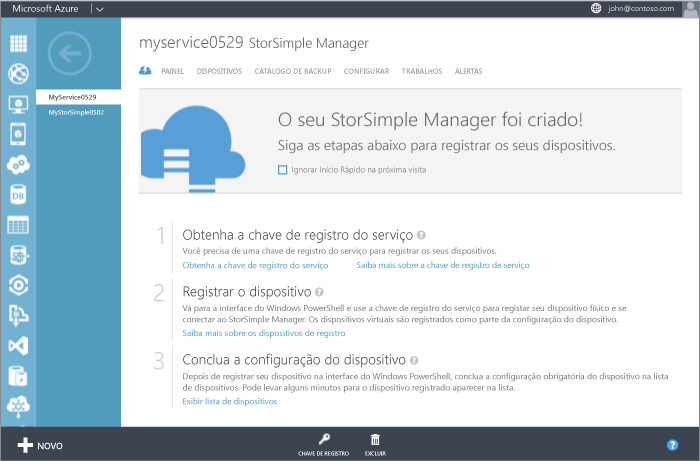 Microsoft Azure
john@contoso.com
myservice0529 StorSimple Manager
PAINEL DISPOSITIVOS CATÁLOGO DE BACKUP CONFIGURAR TRABALHOS ALERTAS
MyService0529
MyStorSimple0502
O seu StorSimple Manager foi criado!
Siga as etapas abaixo para registrar os seus dispositivos.
Ignorar Início Rápido na próxima visita
1 Obtenha a chave de registro do serviço ?
Você precisa de uma chave de registro do serviço para registrar os seus dispositivos.
Obtenha a chave de registro do serviço Saiba mais sobre a chave de registro de serviço
2 Registrar o dispositivo ?
Vá para a interface do Windows PowerShell e use a chave de registro do serviço para registar seu dispositivo físico e se
conectar ao StorSimple Manager. Os dispositivos virtuais são registrados como parte da configuração do dispositivo.
Saiba mais sobre os dispositivos de registro
3 Conclua a configuração do dispositivo ?
Depois de registrar seu dispositivo na interface do Windows PowerShell, conclua a configuração obrigatória do dispositivo na lista
de dispositivos. Pode levar alguns minutos para o dispositivo registrado aparecer na lista.
Exibir lista de dispositivos
DB
NOVO
CHAVE DE REGISTRO EXCLUIR
?